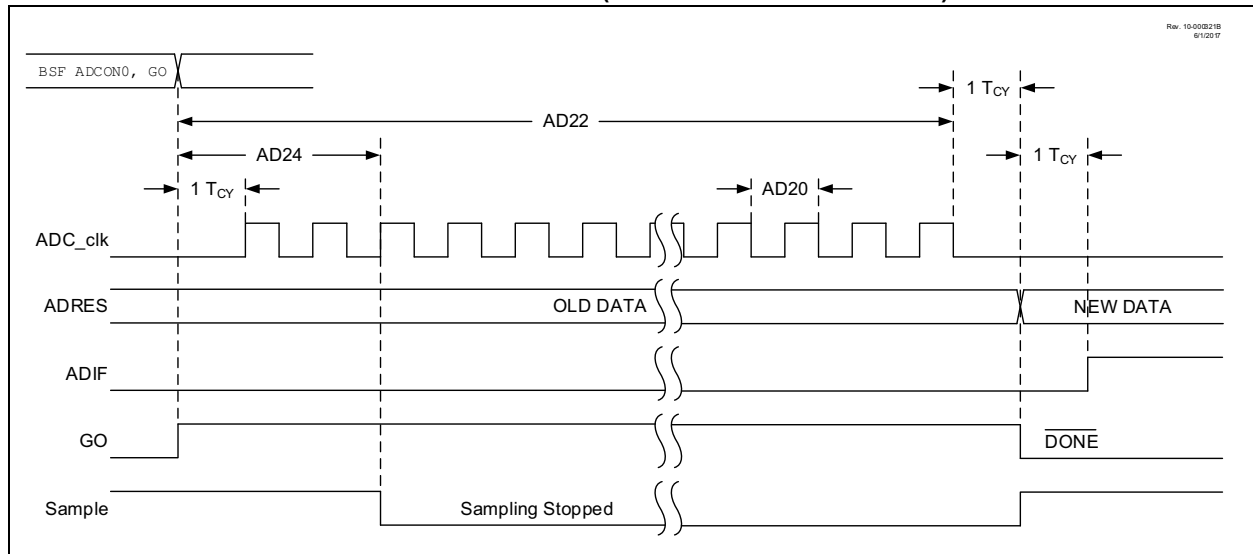 Rev. 10-000321B
6/1/2017
BSF ADCON0, GO
1 TCY
AD22
AD24
1 TCY
1 TCY
AD20
ADC_clk
ADRES
OLD DATA
NEW DATA
ADIF
GO
DONE
Sample
Sampling Stopped